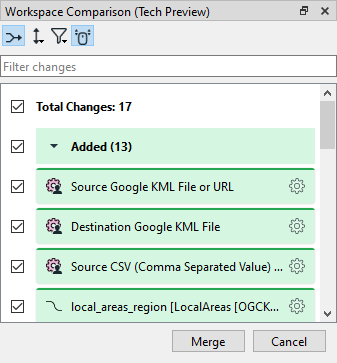 Workspace Comparison (Tech Preview)
Filter changes
Total Changes: 17
Added (13)
Source Google KML File or URL
Destination Google KML File
Source CSV (Comma Separated Value) ...
local_areas_region [LocalAreas [OGCK...
Merge
Cancel